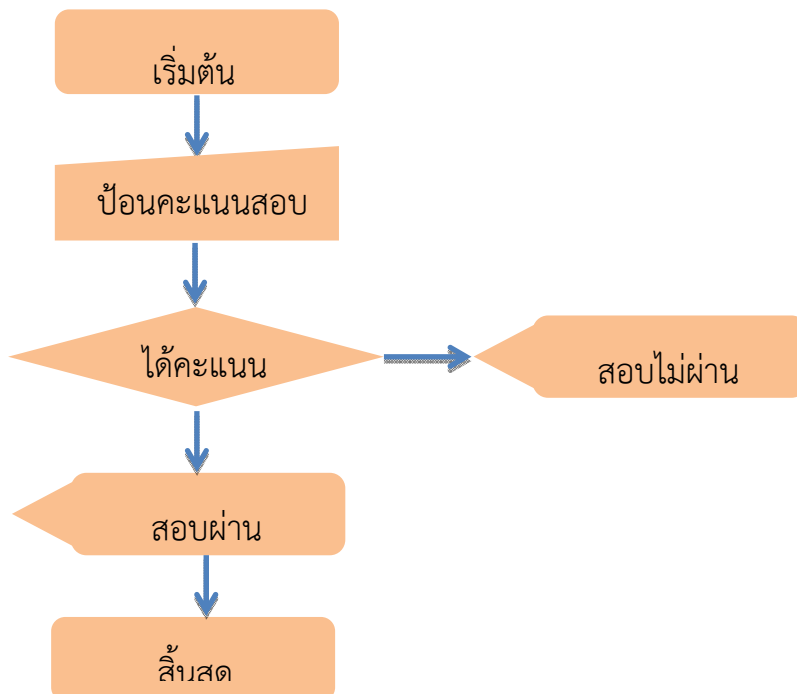 เริ่มต้น
ป้อนคะแนนสอบ
ได้คะแนน
สอบไม่ผ่าน
สอบผ่าน
สิ้นสุด